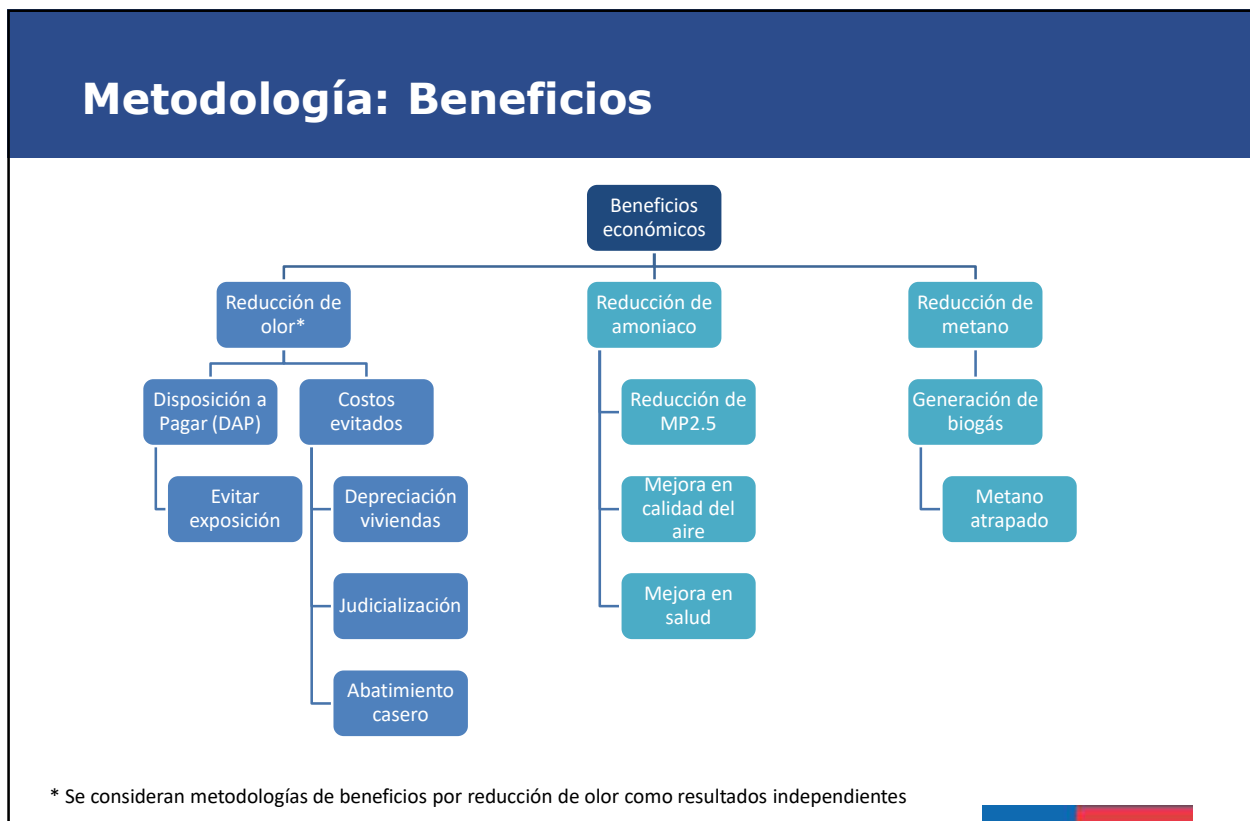 Metodología: Beneficios
Beneficios
económicos
Reducción de
olor*
Reducción de
amoniaco
Reducción de
metano
Disposición a
Pagar (DAP)
Costos
evitados
Reducción de
MP2.5
Generación de
biogás
Evitar
exposición
Depreciación
viviendas
Mejora en
calidad del
aire
Metano
atrapado
Judicialización
Mejora en
salud
Abatimiento
casero
* Se consideran metodologías de beneficios por reducción de olor como resultados independientes